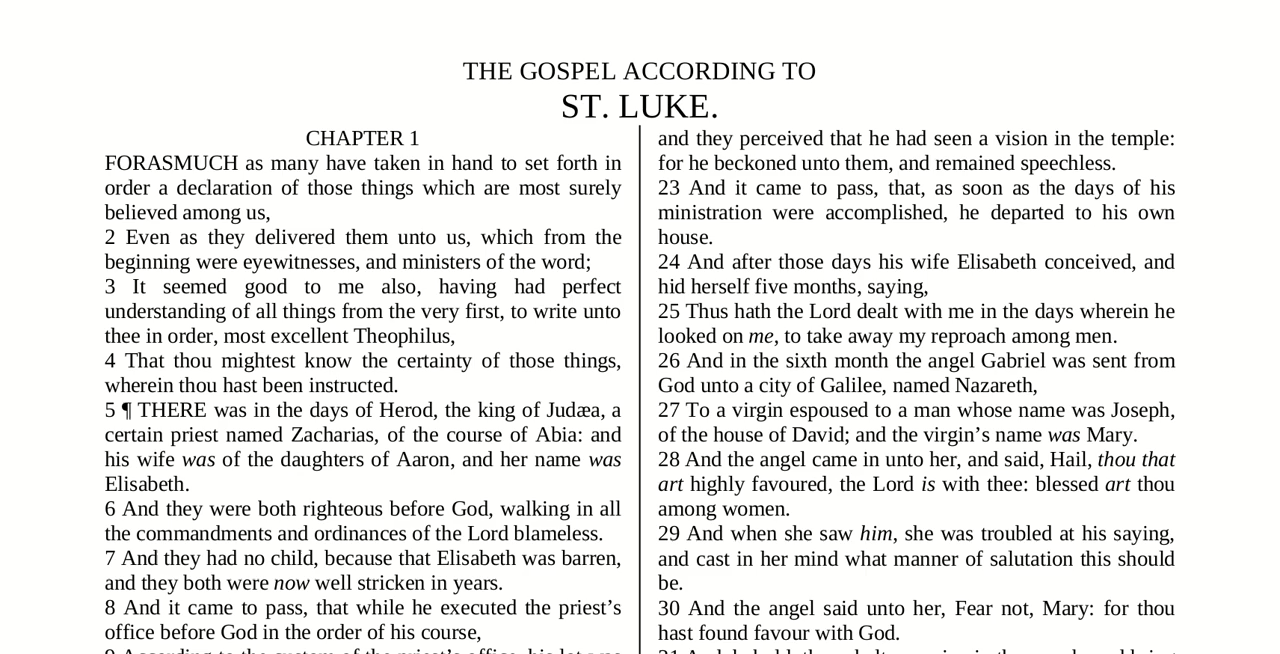 THE GOSPEL ACCORDING TO
ST. LUKE.
CHAPTER 1
FORASMUCH as many have taken in hand to set forth in
order a declaration of those things which are most surely
believed among us,
2 Even as they delivered them unto us, which from the
beginning were eyewitnesses, and ministers of the word;
3 It seemed good to me also, having had perfect
understanding of all things from the very first, to write unto
thee in order, most excellent Theophilus,
4 That thou mightest know the certainty of those things,
wherein thou hast been instructed.
5 ¶ THERE was in the days of Herod, the king of Judæa, a
certain priest named Zacharias, of the course of Abia: and
his wife was of the daughters of Aaron, and her name was
Elisabeth.
6 And they were both righteous before God, walking in all
the commandments and ordinances of the Lord blameless.
7 And they had no child, because that Elisabeth was barren,
and they both were now well stricken in years.
8 And it came to pass, that while he executed the priest’s
office before God in the order of his course,
and they perceived that he had seen a vision in the temple:
for he beckoned unto them, and remained speechless.
23 And it came to pass, that, as soon as the days of his
ministration were accomplished, he departed to his own
house.
24 And after those days his wife Elisabeth conceived, and
hid herself five months, saying,
25 Thus hath the Lord dealt with me in the days wherein he
looked on me, to take away my reproach among men.
26 And in the sixth month the angel Gabriel was sent from
God unto a city of Galilee, named Nazareth,
27 To a virgin espoused to a man whose name was Joseph,
of the house of David; and the virgin’s name was Mary.
28 And the angel came in unto her, and said, Hail, thou that
art highly favoured, the Lord is with thee: blessed art thou
among women.
29 And when she saw him, she was troubled at his saying,
and cast in her mind what manner of salutation this should
be.
30 And the angel said unto her, Fear not, Mary: for thou
hast found favour with God.